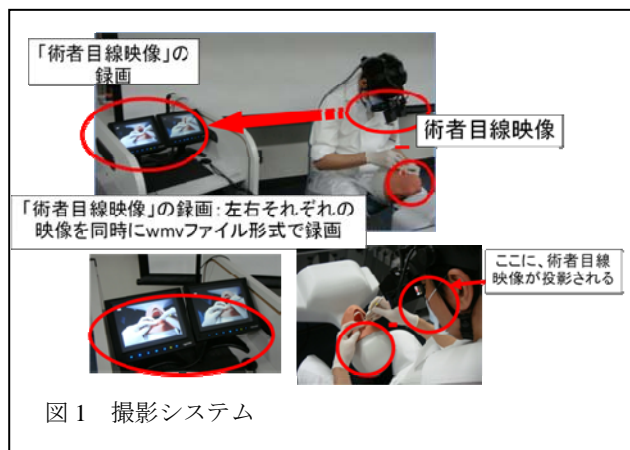 「術者目線映像」の
録画
術者目線映像
「術者目線映像」の録画：左右それぞれの
映像を同時にwmvファイル形式で録画
ここに、術者目線
映像が投影される
図1　撮影システム